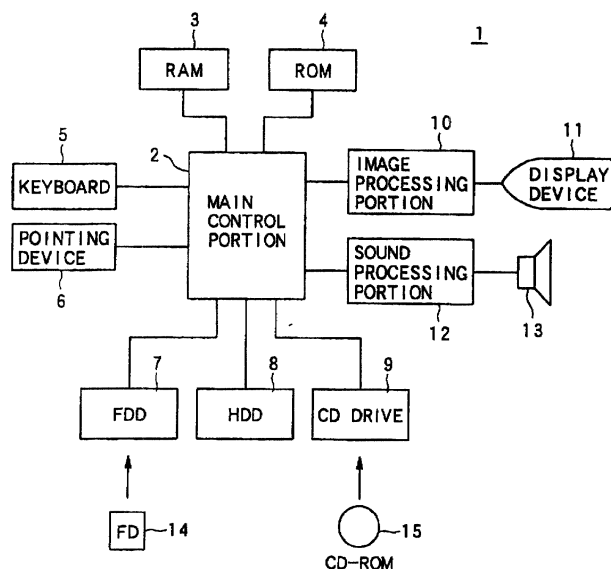 3
4
1
RAM
ROM
5
2
10
11
KEYBOARD
MAIN
CONTROL
PORTION
IMAGE
PROCESSING
PORTION
DISPLAY
DEVICE
POINTING
DEVICE
6
SOUND
PROCESSING
PORTION
12
13
7
8
9
FDD
HDD
CD DRIVE
FD
14
15
CD-ROM